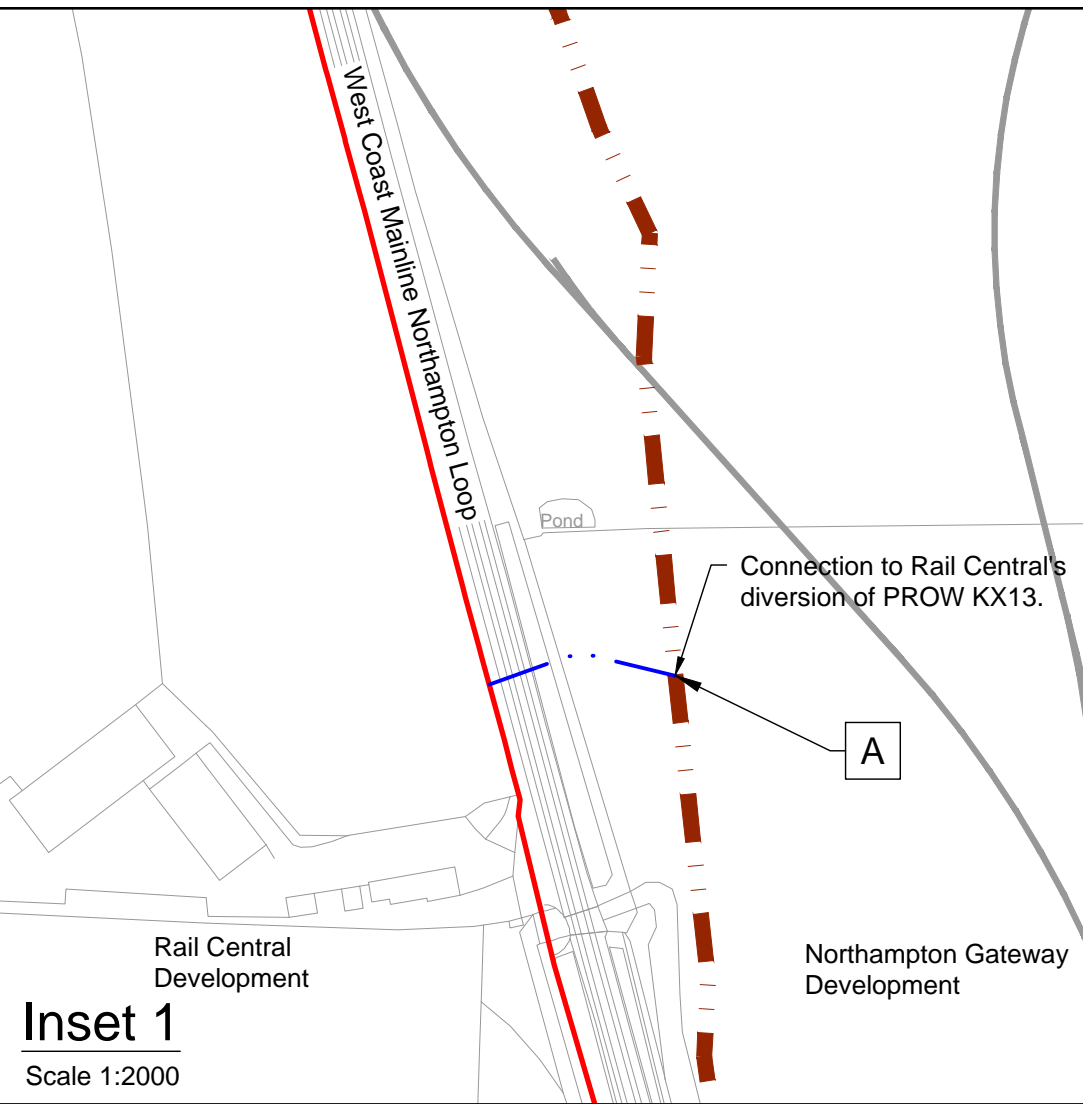 West Coast Mainline Northampton Loop
Pond
Connection to Rail Central's
diversion of PROW KX13.
A
Rail Central
Development
Northampton Gateway
Development
Inset 1
Scale 1:2000